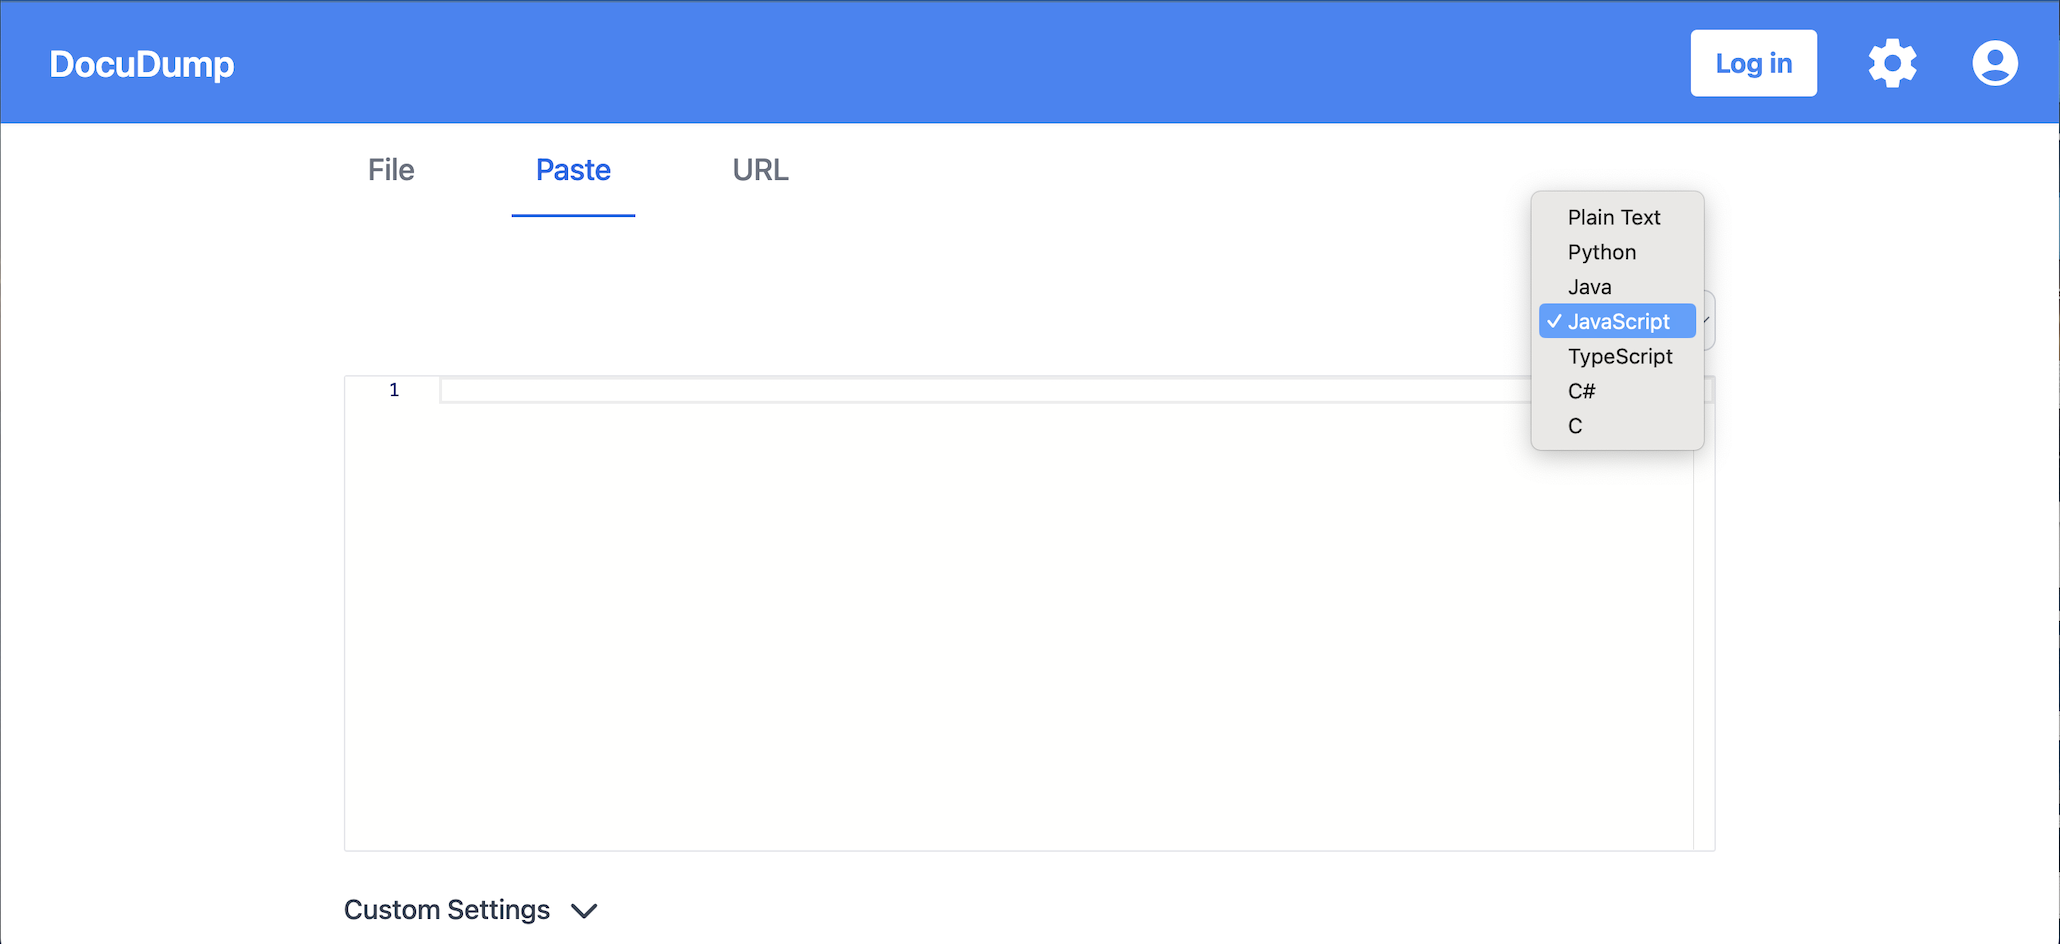 DocuDump
Log in
File
Paste
URL
Plain Text
Python
Java
✓ JavaScript
TypeScript
C#
C
1
Custom Settings